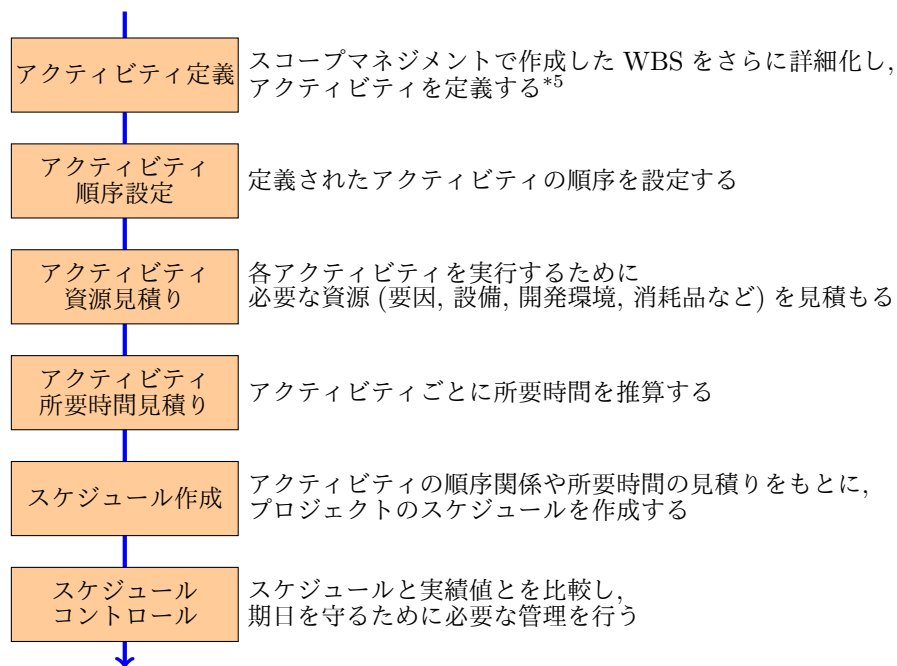 アクティビティ定義
スコープマネジメントで作成した WBS をさらに詳細化し,
アクティビティを定義する*5
アクティビティ
順序設定
定義されたアクティビティの順序を設定する
アクティビティ
資源見積り
各アクティビティを実行するために
必要な資源 (要因, 設備, 開発環境, 消耗品など) を見積もる
アクティビティ
所要時間見積り
アクティビティごとに所要時間を推算する
スケジュール作成
アクティビティの順序関係や所要時間の見積りをもとに,
プロジェクトのスケジュールを作成する
スケジュール
コントロール
スケジュールと実績値とを比較し,
期日を守るために必要な管理を行う